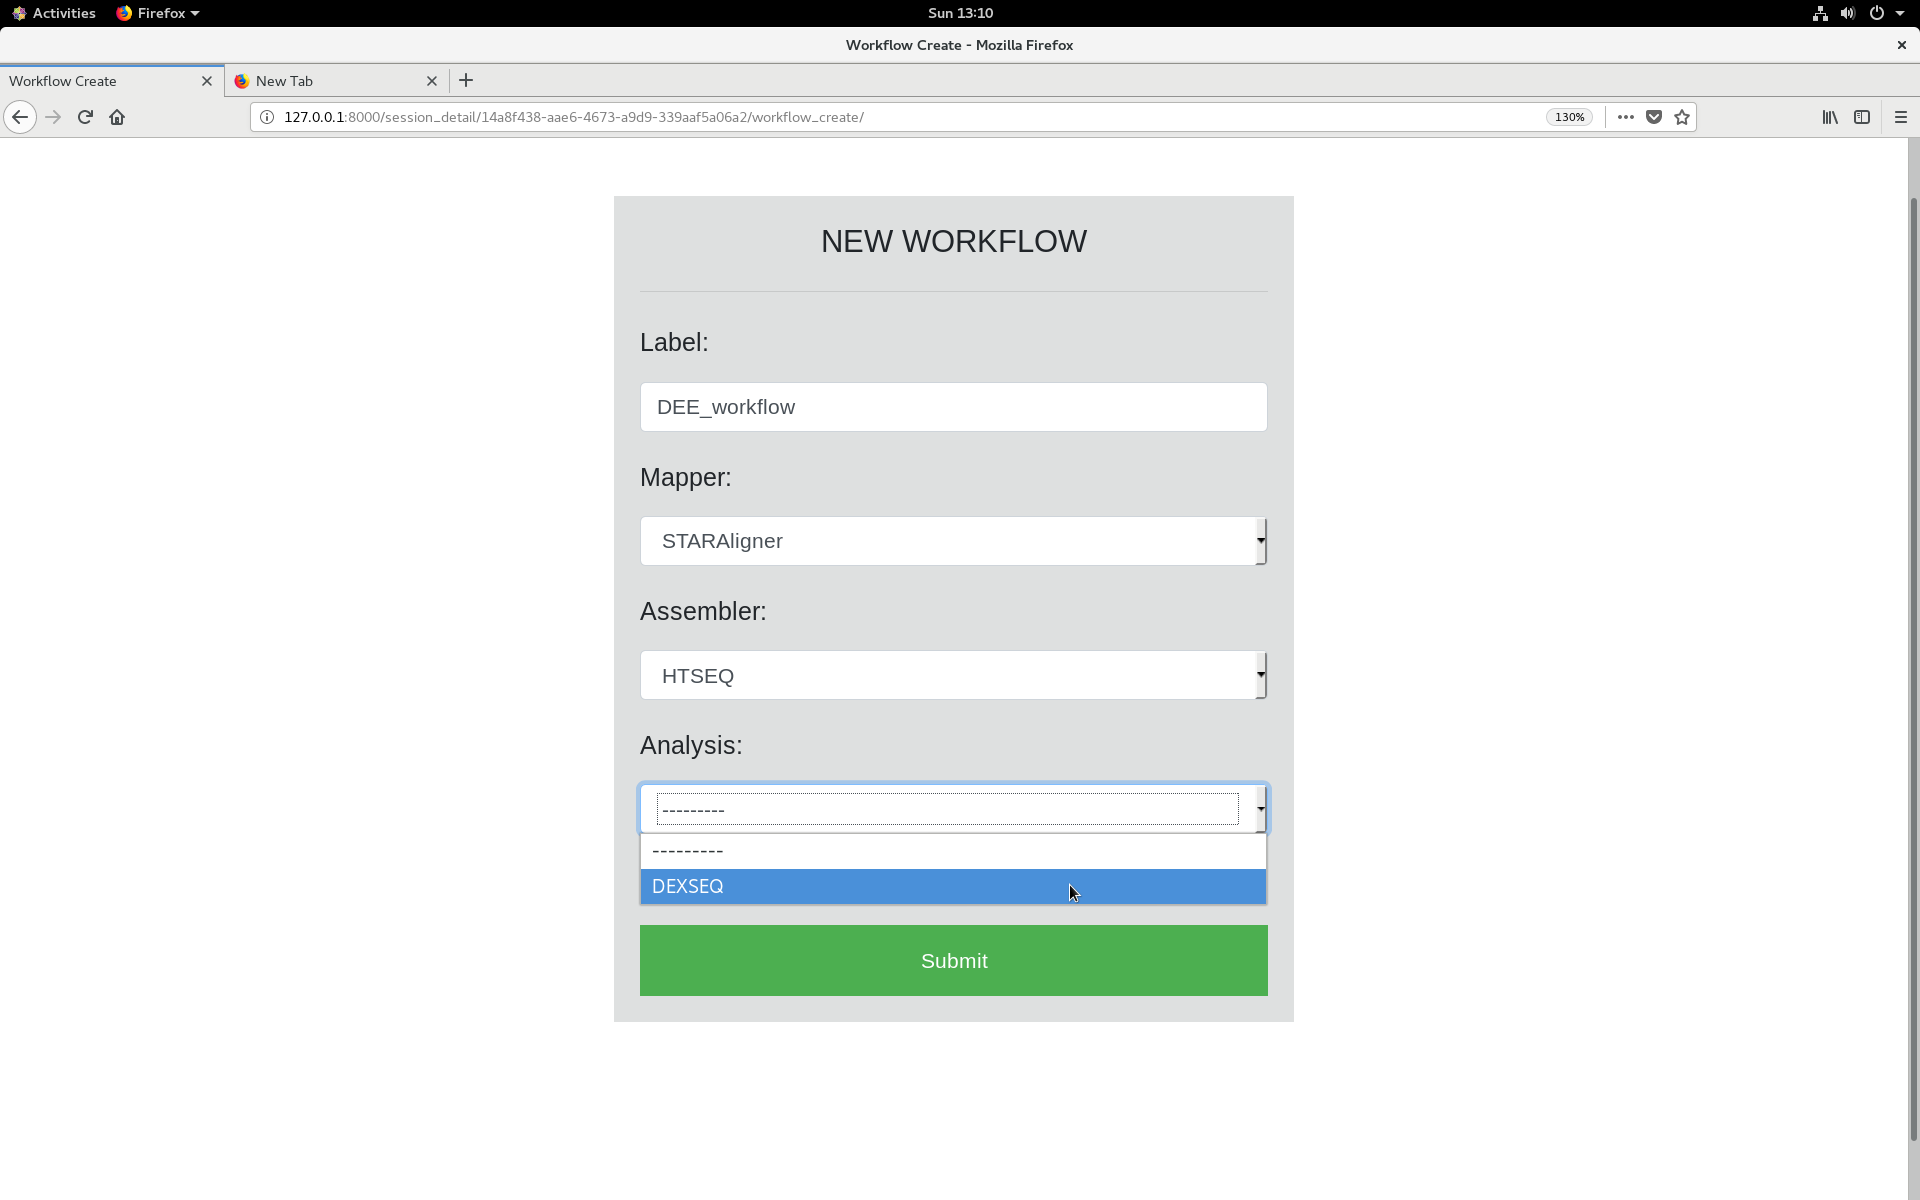 Activities Firefox Sun 13:10
Workflow Create - Mozilla Firefox
Workflow Create New Tab
127.0.0.1:8000/session_detail/14a8f438-aae6-4673-a9d9-339aaf5a06a2/workflow_create/ 130%
NEW WORKFLOW
Label:
DEE_workflow
Mapper:
STARAligner
Assembler:
HTSEQ
Analysis:
---------
---------
DEXSEQ
Submit